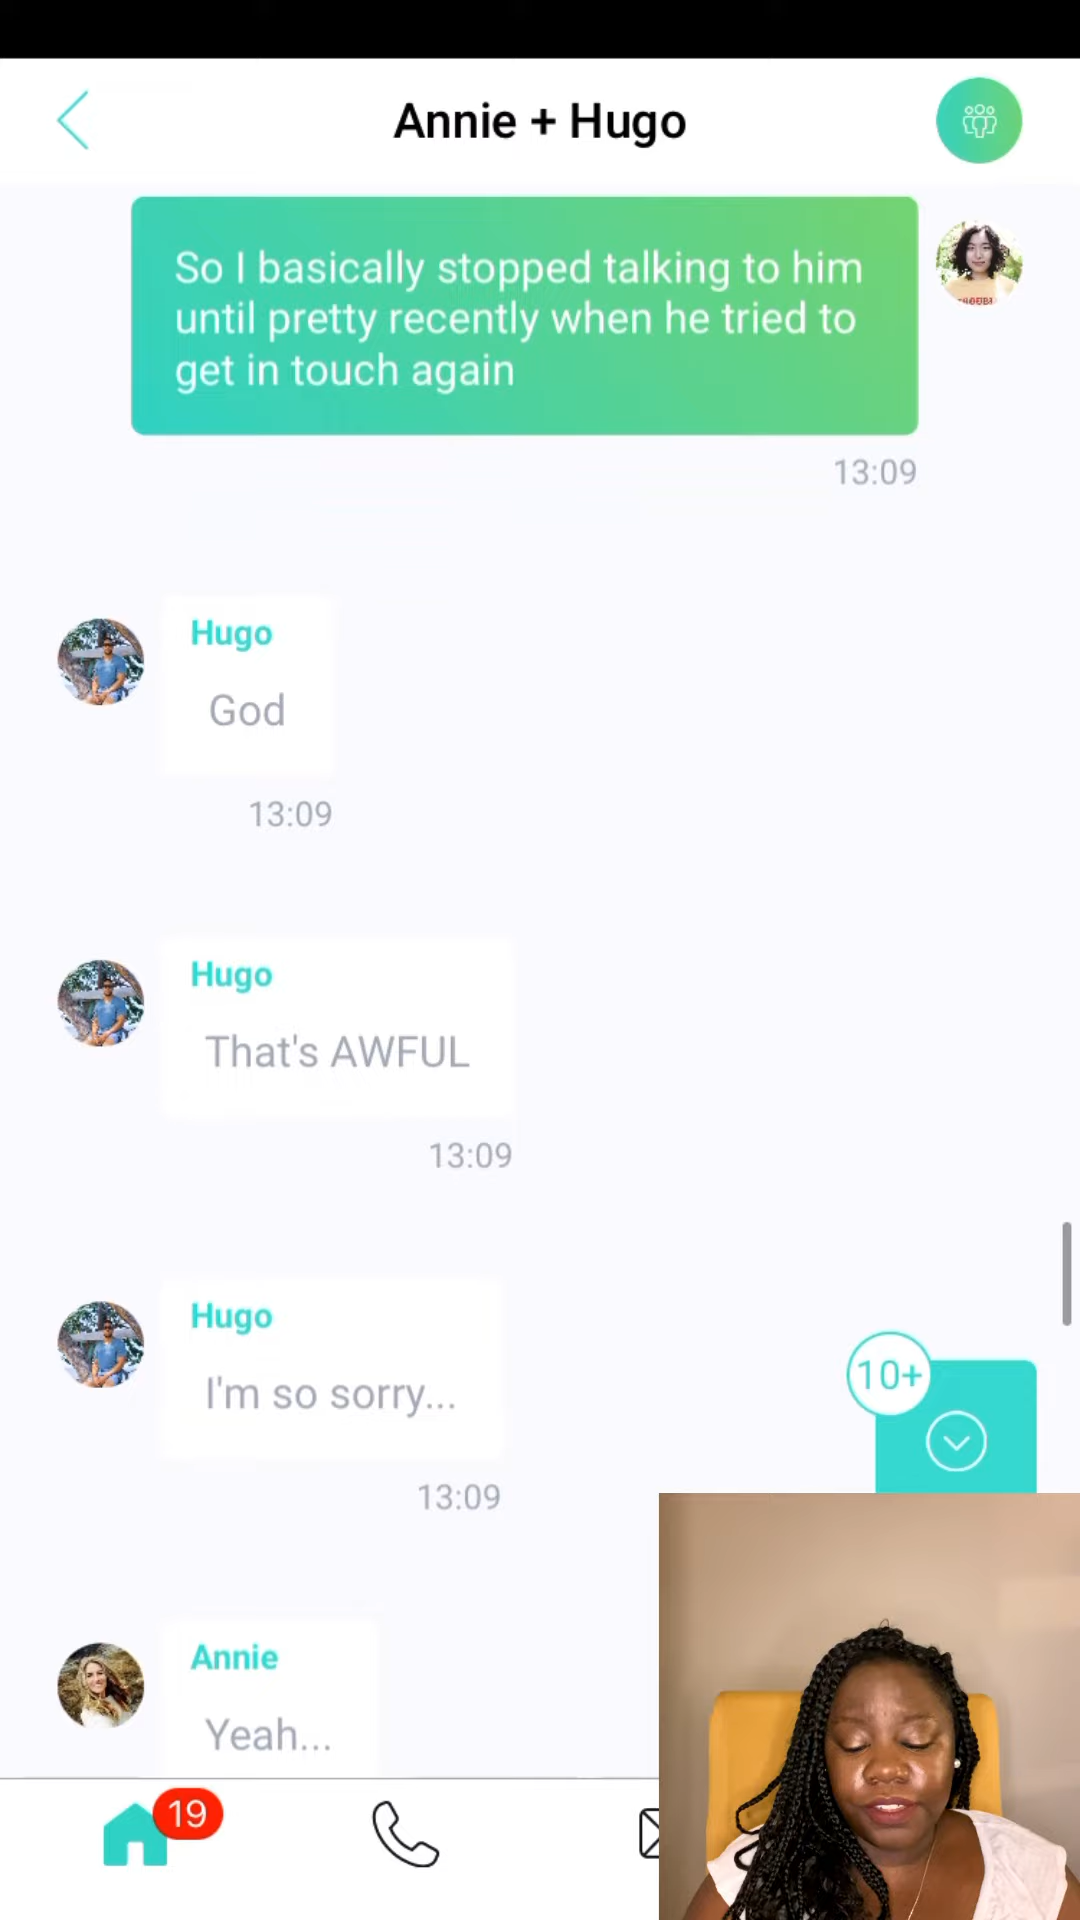 Annie + Hugo
So I basically stopped talking to him
until pretty recently when he tried to
get in touch again
13:09
Hugo
God
13:09
Hugo
That's AWFUL
13:09
Hugo
I'm so sorry...
10+
13:09
Annie
Yeah...
19